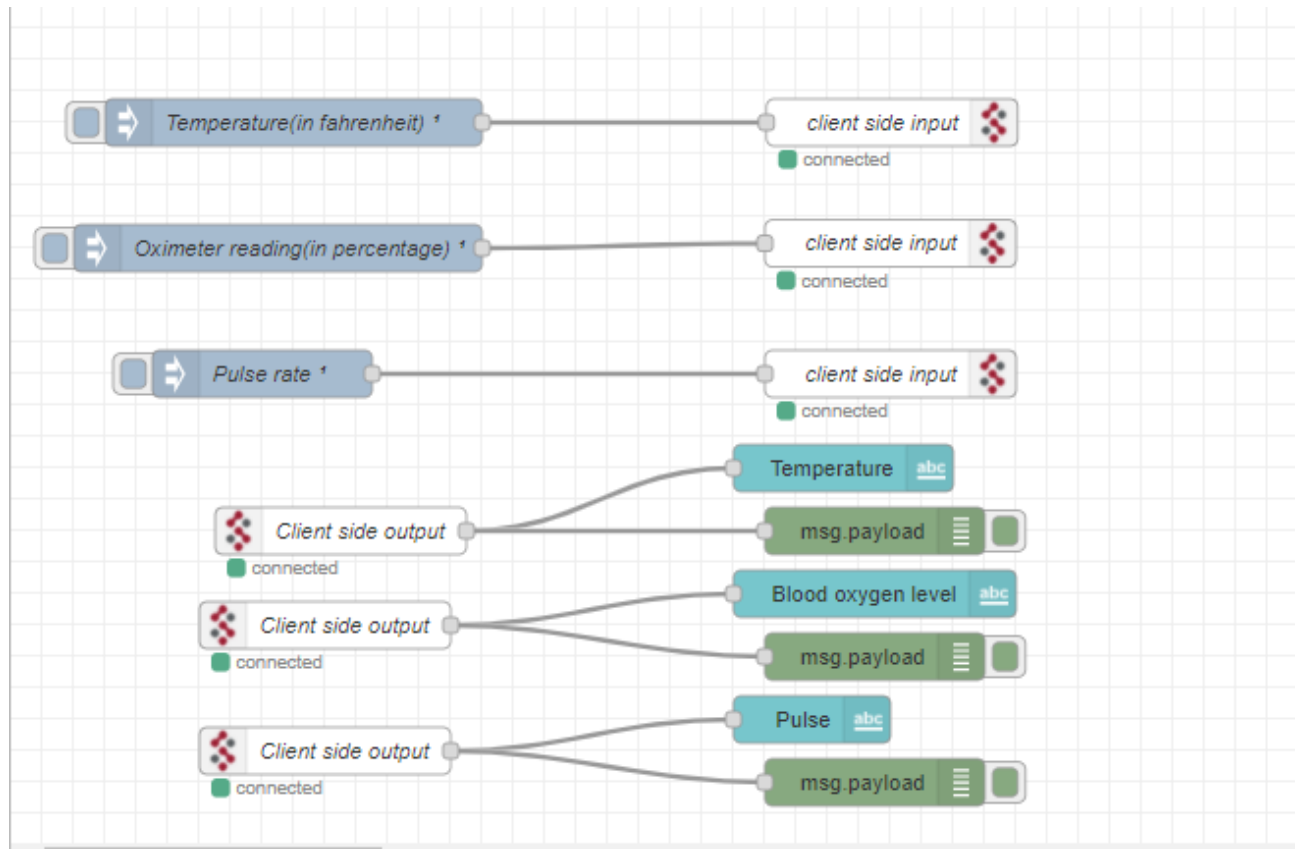 Temperature(in fahrenheit) ¹
client side input
connected
Oximeter reading(in percentage) ¹
client side input
connected
Pulse rate ¹
client side input
connected
Temperature
abc
Client side output
msg.payload
connected
Blood oxygen level
abc
Client side output
msg.payload
connected
Pulse
abc
Client side output
msg.payload
connected